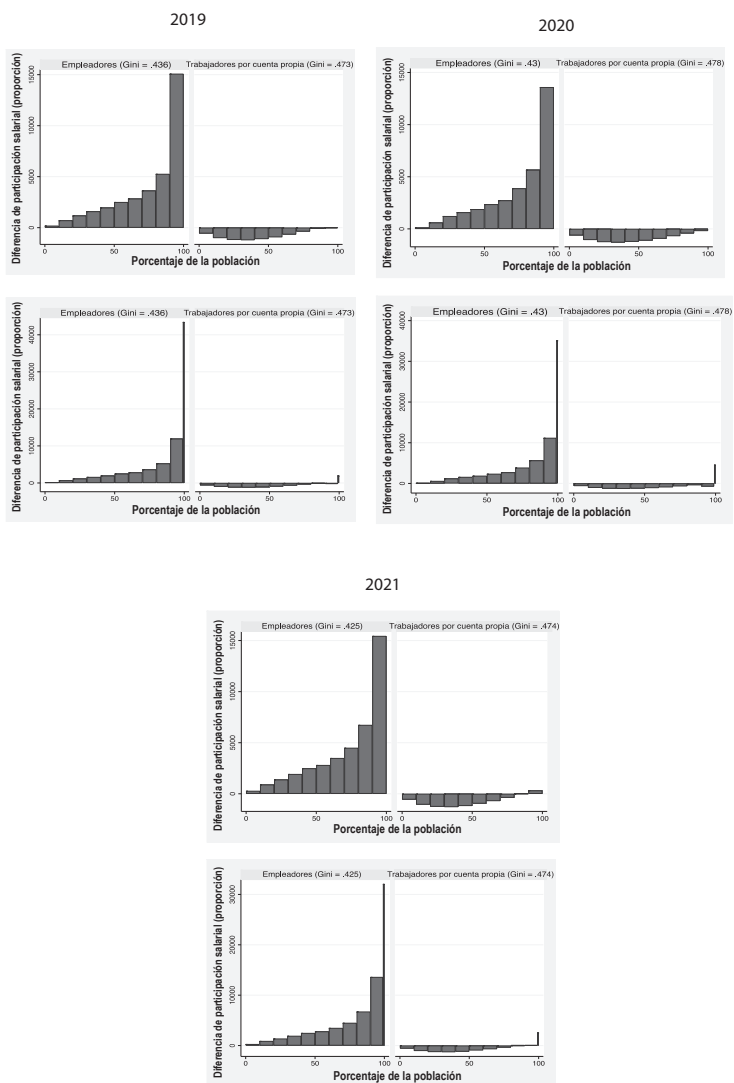 2019
Empleadores (Gini = .436) Trabajadores por cuenta propia (Gini = .473)
Diferencia de participación salarial (proporción)
15000
10000
5000
0
0 50 100 0 50 100
Porcentaje de la población
Empleadores (Gini = .436) Trabajadores por cuenta propia (Gini = .473)
Diferencia de participación salarial (proporción)
40000
30000
20000
10000
0
0 50 100 0 50 100
Porcentaje de la población
2020
Empleadores (Gini = .43) Trabajadores por cuenta propia (Gini = .478)
Diferencia de participación salarial (proporción)
15000
10000
5000
0
0 50 100 0 50 100
Porcentaje de la población
Empleadores (Gini = .43) Trabajadores por cuenta propia (Gini = .478)
Diferencia de participación salarial (proporción)
40000
30000
20000
10000
0
0 50 100 0 50 100
Porcentaje de la población
2021
Empleadores (Gini = .425) Trabajadores por cuenta propia (Gini = .474)
Diferencia de participación salarial (proporción)
15000
10000
5000
0
0 50 100 0 50 100
Porcentaje de la población
Empleadores (Gini = .425) Trabajadores por cuenta propia (Gini = .474)
Diferencia de participación salarial (proporción)
30000
20000
10000
0
0 50 100 0 50 100
Porcentaje de la población